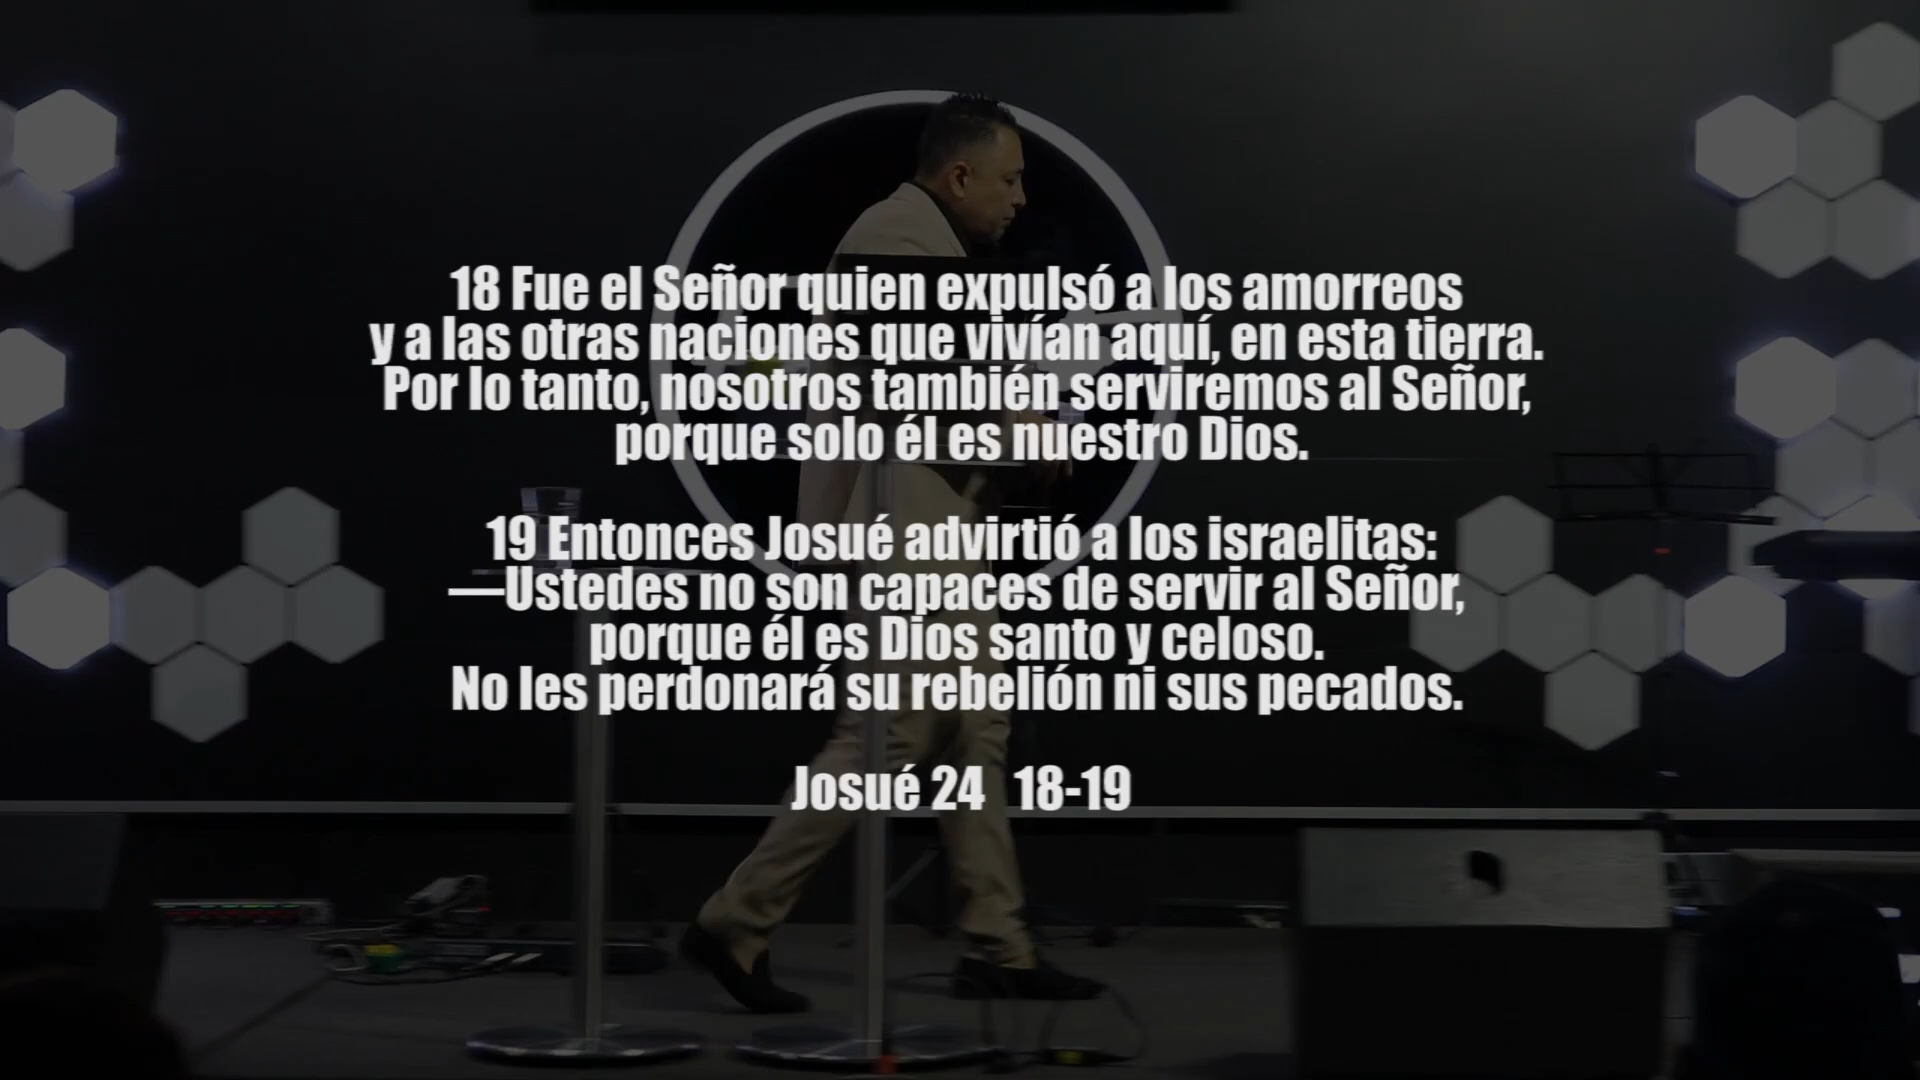 18 Fue el Señor quien expulsó a los amorreos
y a las otras naciones que vivían aquí, en esta tierra.
Por lo tanto, nosotros también serviremos al Señor,
porque solo él es nuestro Dios.
19 Entonces Josué advirtió a los israelitas:
—Ustedes no son capaces de servir al Señor,
porque él es Dios santo y celoso.
No les perdonará su rebelión ni sus pecados.
Josué 24 18-19